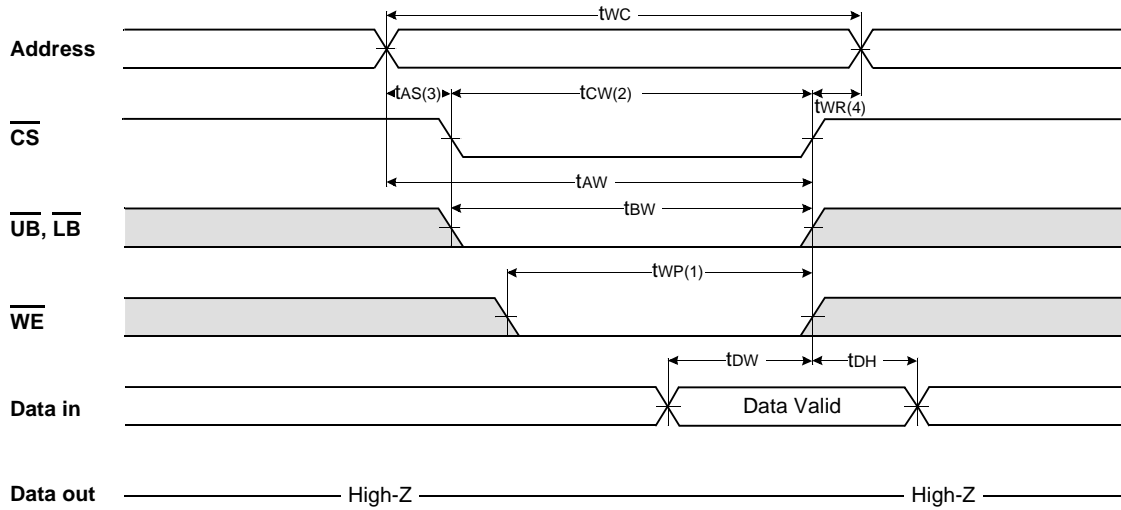 tWC
Address
tAS(3) tCW(2) tWR(4)
CS
tAW
tBW
UB, LB
tWP(1)
WE
tDW tDH
Data in Data Valid
Data out High-Z High-Z